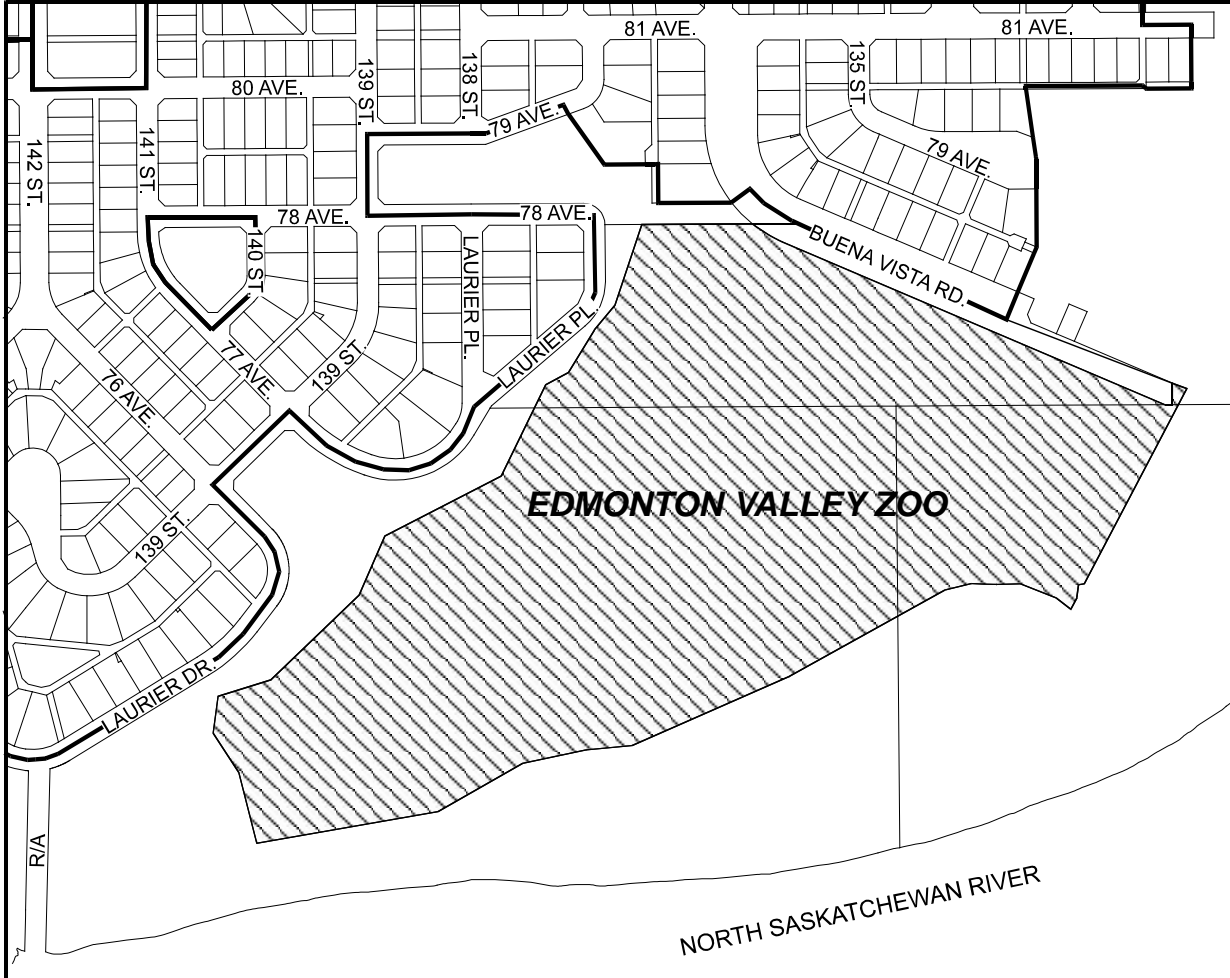 81 AVE.
81 AVE.
80 AVE.
139 ST.
138 ST.
135 ST.
79 AVE.
79 AVE.
142 ST.
141 ST.
78 AVE.
78 AVE.
140 ST
BUENA VISTA RD.
LAURIER PL.
LAURIER PL.
77 AVE.
139 ST.
76 AVE.
EDMONTON VALLEY ZOO
139 ST.
LAURIER DR.
R/A
NORTH SASKATCHEWAN RIVER